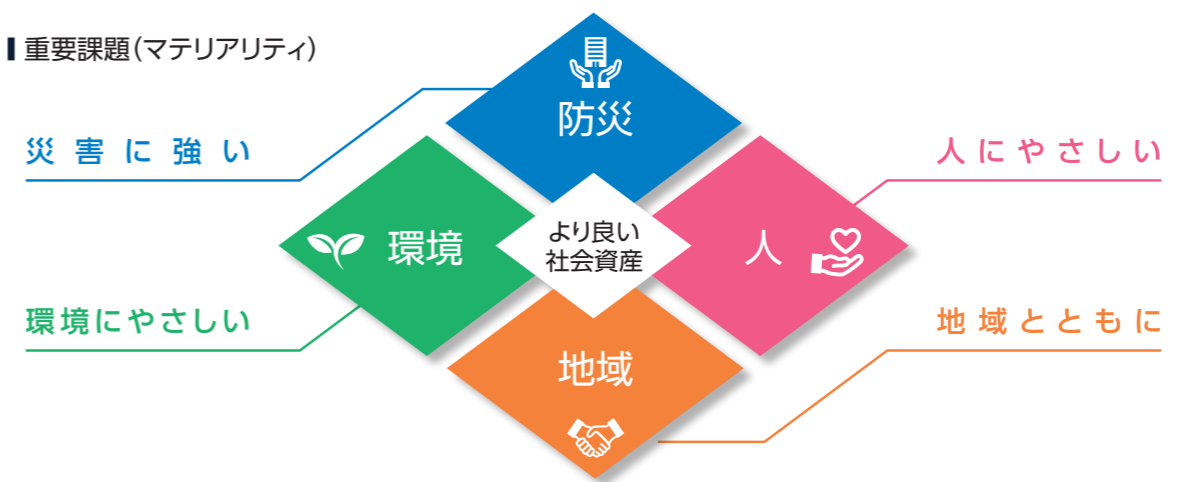 重要課題(マテリアリティ)
防災
災害に強い
人にやさしい
環境
より良い
社会資産
人
環境にやさしい
地域とともに
地域